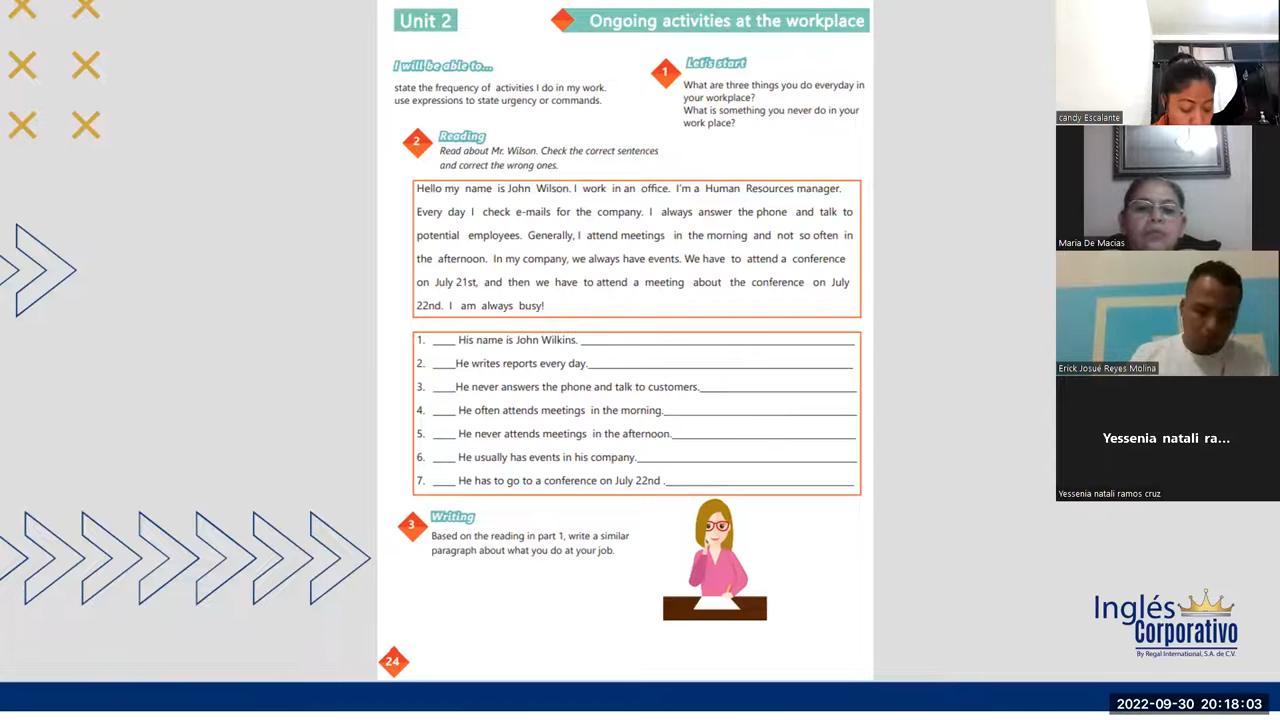 Unit 2
Ongoing activities at the workplace
I will be able to...
state the frequency of activities I do in my work.
use expressions to state urgency or commands.
1
Let's start
What are three things you do everyday in
your workplace?
What is something you never do in your
work place?
2
Reading
Read about Mr. Wilson. Check the correct sentences
and correct the wrong ones.
Hello my name is John Wilson. I work in an office. I'm a Human Resources manager.
Every day I check e-mails for the company. I always answer the phone and talk to
potential employees. Generally, I attend meetings in the morning and not so often in
the afternoon. In my company, we always have events. We have to attend a conference
on July 21st, and then we have to attend a meeting about the conference on July
22nd. I am always busy!
1. ____ His name is John Wilkins. ____
2. ____He writes reports every day.____
3. ____He never answers the phone and talk to customers.____
4. ____ He often attends meetings in the morning.____
5. ____ He never attends meetings in the afternoon.____
6. ____ He usually has events in his company.____
7. ____ He has to go to a conference on July 22nd .____
3
Writing
Based on the reading in part 1, write a similar
paragraph about what you do at your job.
24
candy Escalante
Maria De Macias
Erick Josué Reyes Molina
Yessenia natali ra...
Yessenia natali ramos cruz
Inglés
Corporativo
By Regal International, S.A. de C.V.
2022-09-30 20:18:03